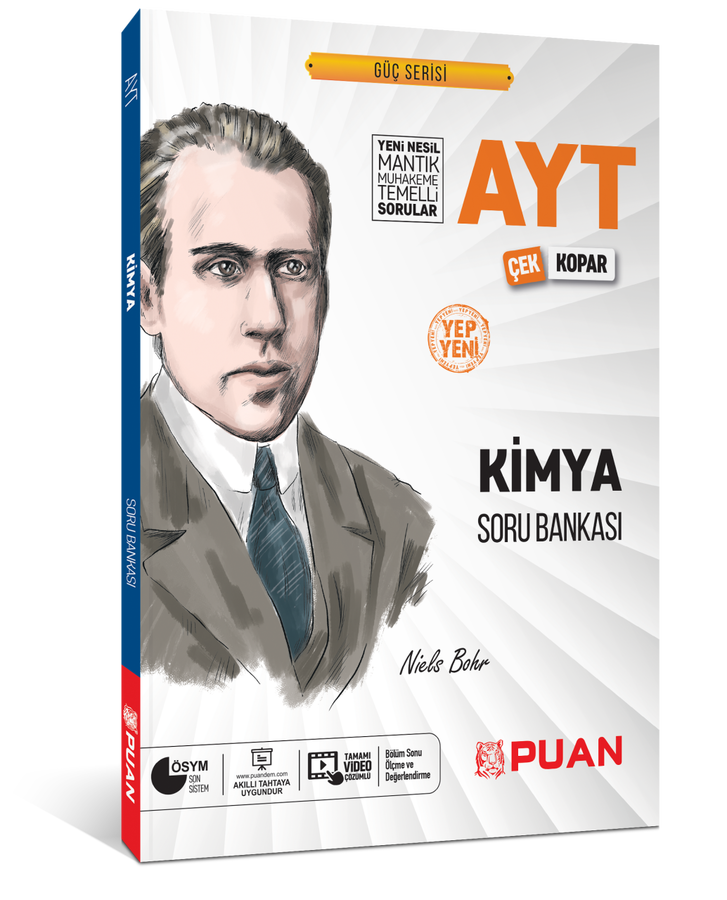 GÜÇ SERİSİ
YENİ NESİL
MANTIK
MUHAKEME
TEMELLİ
SORULAR
AYT
ÇEK KOPAR
YEP
YENİ
KİMYA
SORU BANKASI
Niels Bohr
PUAN
ÖSYM
SON
SİSTEM
www.puandem.com
AKILLI TAHTAYA
UYGUNDUR
TAMAMI
VİDEO
ÇÖZÜMLÜ
Bölüm Sonu
Ölçme ve
Değerlendirme
AYT
KİMYA
SORU BANKASI
PUAN